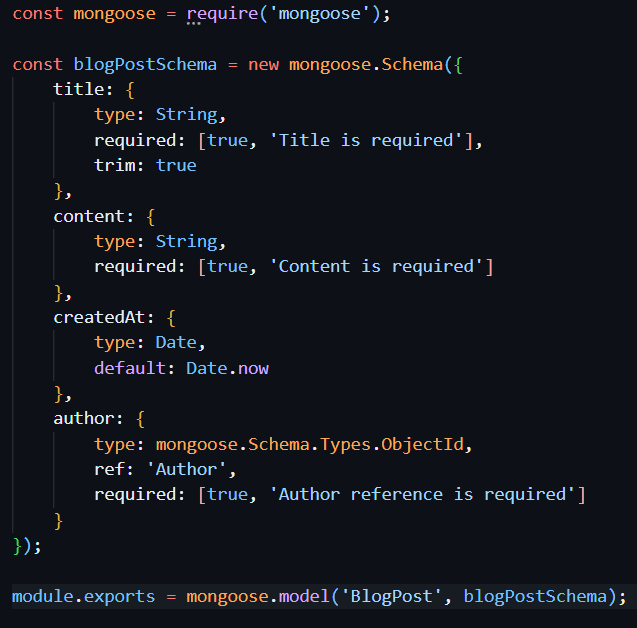 const mongoose = require('mongoose');
const blogPostSchema = new mongoose.Schema({
    title: {
        type: String,
        required: [true, 'Title is required'],
        trim: true
    },
    content: {
        type: String,
        required: [true, 'Content is required']
    },
    createdAt: {
        type: Date,
        default: Date.now
    },
    author: {
        type: mongoose.Schema.Types.ObjectId,
        ref: 'Author',
        required: [true, 'Author reference is required']
    }
});
module.exports = mongoose.model('BlogPost', blogPostSchema);